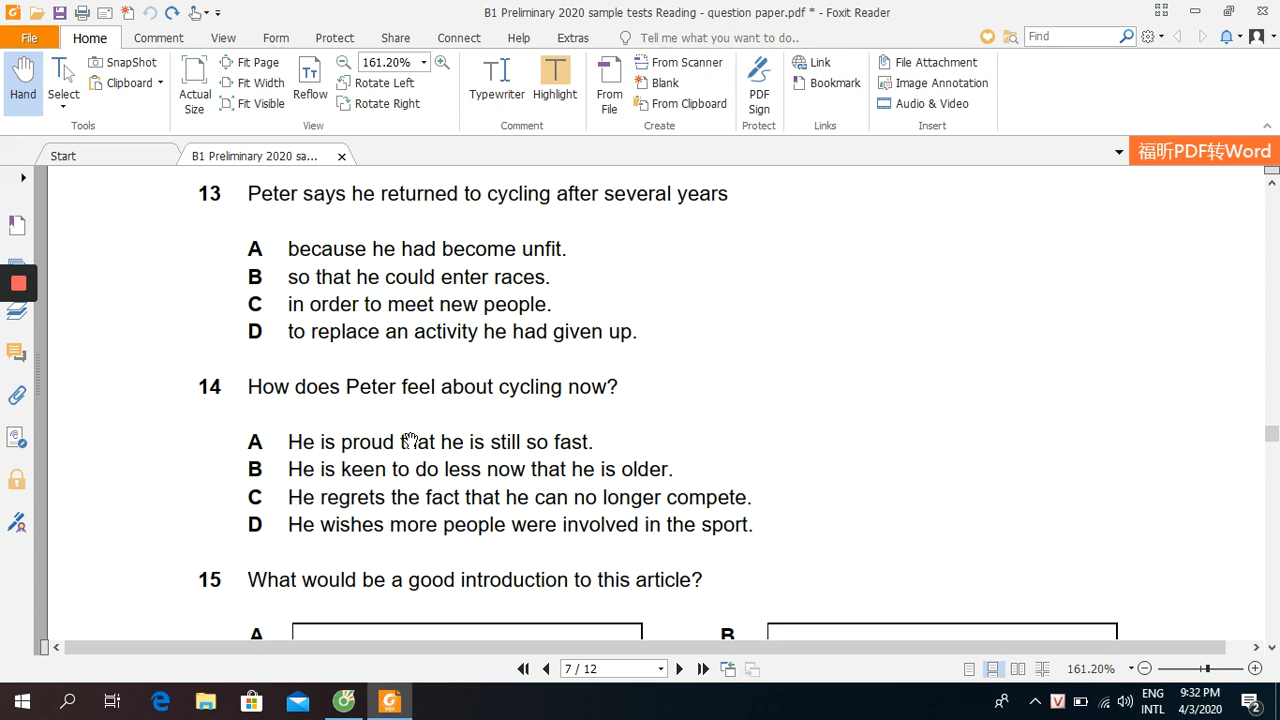 B1 Preliminary 2020 sample tests Reading - question paper.pdf * - Foxit Reader
File Home Comment View Form Protect Share Connect Help Extras Tell me what you want to do.. Find
Hand
Select
SnapShot
Clipboard
Tools
Actual Size
Fit Page
Fit Width
Fit Visible
Reflow
161.20%
Rotate Left
Rotate Right
View
Typewriter
Highlight
Comment
From File
From Scanner
Blank
From Clipboard
Create
PDF Sign
Protect
Link
Bookmark
Links
File Attachment
Image Annotation
Audio & Video
Insert
Start
B1 Preliminary 2020 sa...
福昕PDF转Word
13 Peter says he returned to cycling after several years
A because he had become unfit.
B so that he could enter races.
C in order to meet new people.
D to replace an activity he had given up.
14 How does Peter feel about cycling now?
A He is proud that he is still so fast.
B He is keen to do less now that he is older.
C He regrets the fact that he can no longer compete.
D He wishes more people were involved in the sport.
15 What would be a good introduction to this article?
A B
7 / 12
161.20%
ENG
INTL
9:32 PM
4/3/2020
2